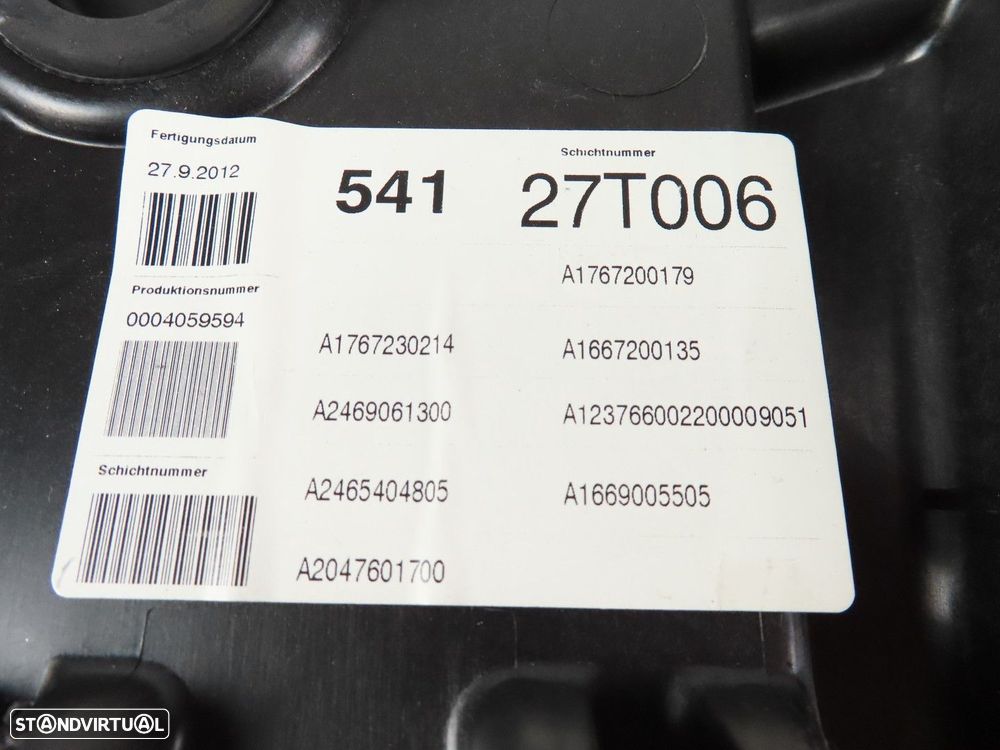 Fertigungsdatum
27.9.2012
541
Schichtnummer
27T006
A1767200179
Produktionsnummer
0004059594
A1767230214
A1667200135
A2469061300
A123766002200009051
Schichtnummer
A2465404805
A1669005505
A2047601700
STANDVIRTUAL